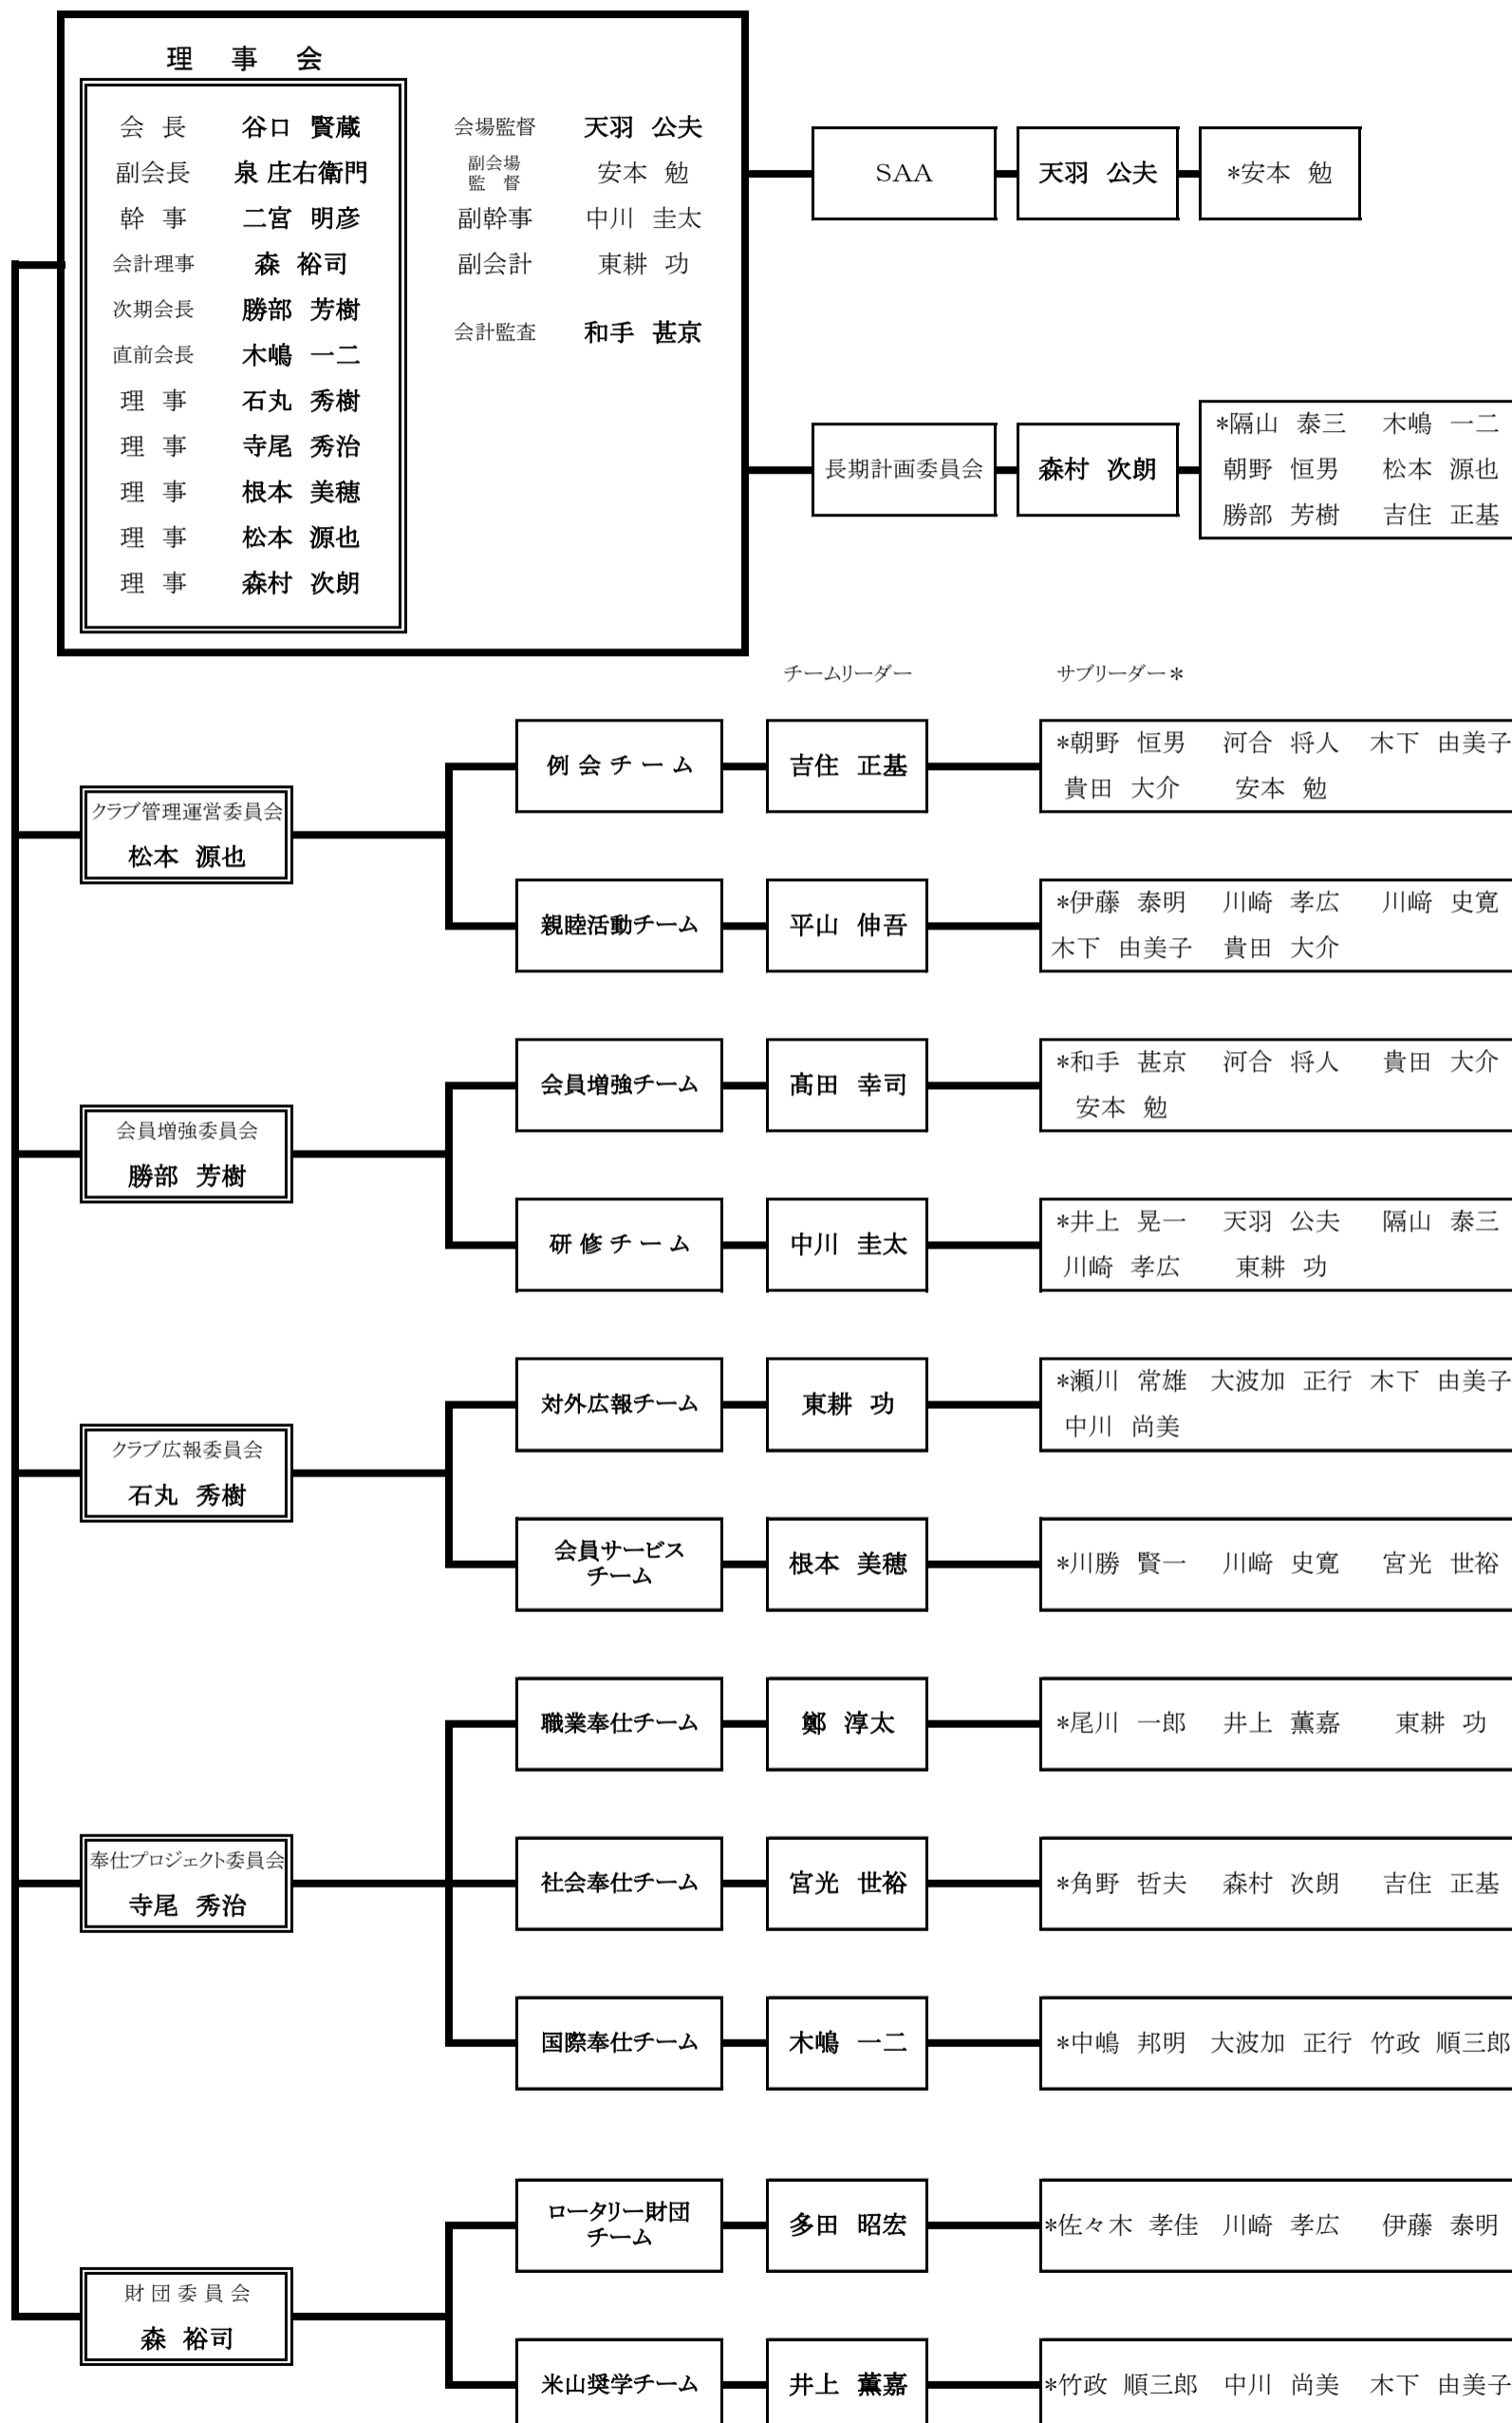 理 事 会
会 長 谷口 賢蔵 会場監督 天羽 公夫
副会長 泉 庄右衛門 副会場監 督 安本 勉
幹 事 二宮 明彦 副幹事 中川 圭太
会計理事 森 裕司 副会計 東耕 功
次期会長 勝部 芳樹
会計監査 和手 甚京
直前会長 木嶋 一二
理 事 石丸 秀樹
理 事 寺尾 秀治
理 事 根本 美穂
理 事 松本 源也
理 事 森村 次朗
SAA 天羽 公夫 *安本 勉
長期計画委員会 森村 次朗
*隔山 泰三 木嶋 一二
朝野 恒男 松本 源也
勝部 芳樹 吉住 正基
チームリーダー サブリーダー*
クラブ管理運営委員会
松本 源也
例 会 チ ー ム 吉住 正基
*朝野 恒男 河合 将人 木下 由美子
貴田 大介 安本 勉
親睦活動チーム 平山 伸吾
*伊藤 泰明 川崎 孝広 川﨑 史寛
木下 由美子 貴田 大介
会員増強委員会
勝部 芳樹
会員増強チーム 髙田 幸司
*和手 甚京 河合 将人 貴田 大介
安本 勉
研 修 チ ー ム 中川 圭太
*井上 晃一 天羽 公夫 隔山 泰三
川崎 孝広 東耕 功
クラブ広報委員会
石丸 秀樹
対外広報チーム 東耕 功
*瀬川 常雄 大波加 正行 木下 由美子
中川 尚美
会員サービス
チーム
根本 美穂
*川勝 賢一 川﨑 史寛 宮光 世裕
奉仕プロジェクト委員会
寺尾 秀治
職業奉仕チーム 鄭 淳太 *尾川 一郎 井上 薫嘉 東耕 功
社会奉仕チーム 宮光 世裕 *角野 哲夫 森村 次朗 吉住 正基
国際奉仕チーム 木嶋 一二 *中嶋 邦明 大波加 正行 竹政 順三郎
財 団 委 員 会
森 裕司
ロータリー財団
チーム
多田 昭宏
*佐々木 孝佳 川崎 孝広 伊藤 泰明
米山奨学チーム 井上 薫嘉 *竹政 順三郎 中川 尚美 木下 由美子